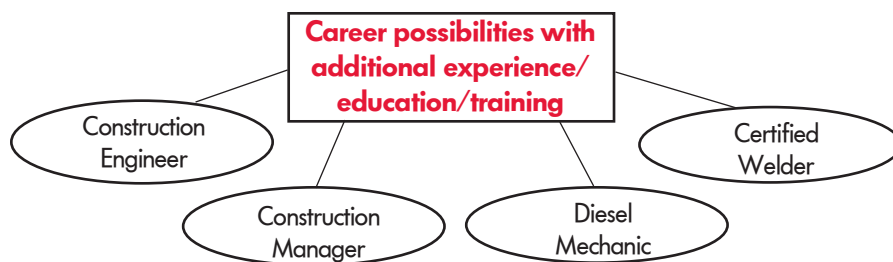 Career possibilities with
additional experience/
education/training
Construction
Engineer
Certified
Welder
Construction
Manager
Diesel
Mechanic